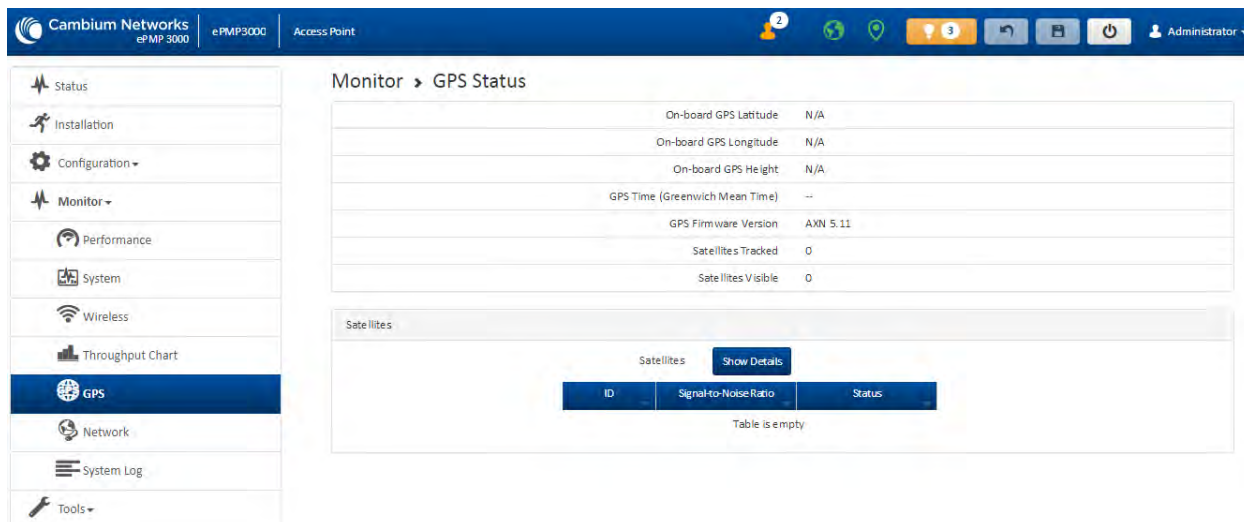 Cambium Networks
ePMP 3000
ePMP3000
Access Point
2
3
Administrator
Status
Installation
Configuration
Monitor
Performance
System
Wireless
Throughput Chart
GPS
Network
System Log
Tools
Monitor > GPS Status
On-board GPS Latitude N/A
On-board GPS Longitude N/A
On-board GPS Height N/A
GPS Time (Greenwich Mean Time) --
GPS Firmware Version AXN 5.11
Satellites Tracked 0
Satellites Visible 0
Satellites
Satellites Show Details
ID Signal-to-Noise Ratio Status
Table is empty